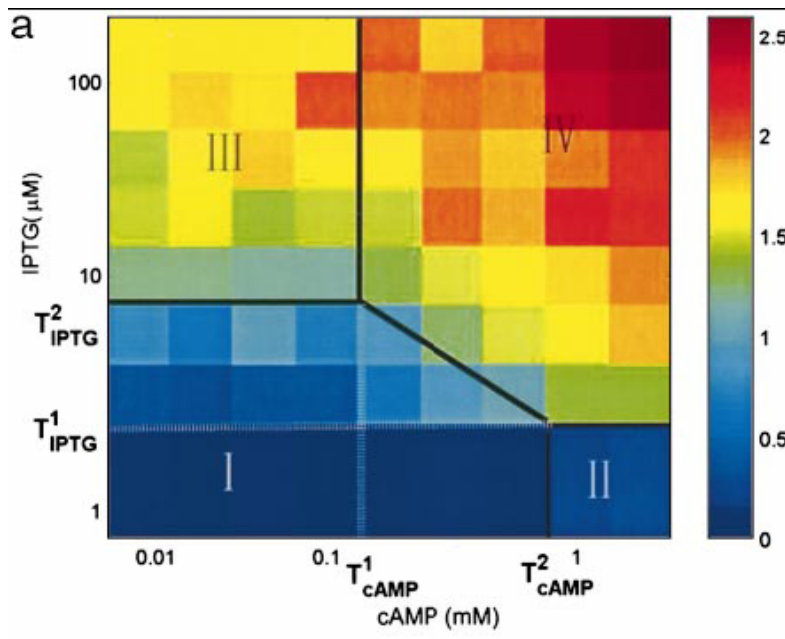 a
2.5
100
IPTG( μM)
III
IV
2
1.5
10
T²IPTG
1
T¹IPTG
I
II
0.5
1
0
0.01
0.1
T¹cAMP
T²cAMP
1
cAMP (mM)